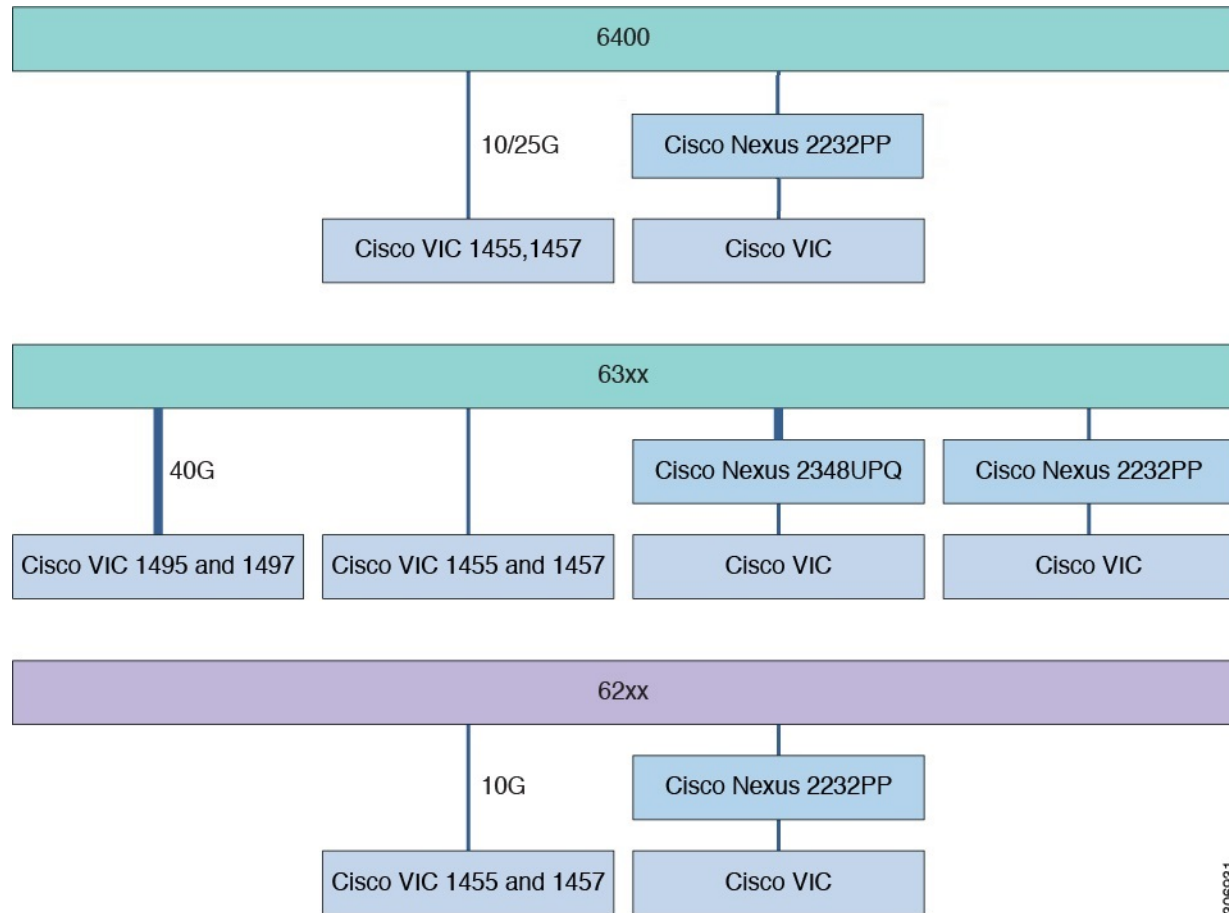 6400
10/25G
Cisco Nexus 2232PP
Cisco VIC 1455,1457
Cisco VIC
63xx
40G
Cisco Nexus 2348UPQ
Cisco Nexus 2232PP
Cisco VIC 1495 and 1497
Cisco VIC 1455 and 1457
Cisco VIC
Cisco VIC
62xx
10G
Cisco Nexus 2232PP
Cisco VIC 1455 and 1457
Cisco VIC